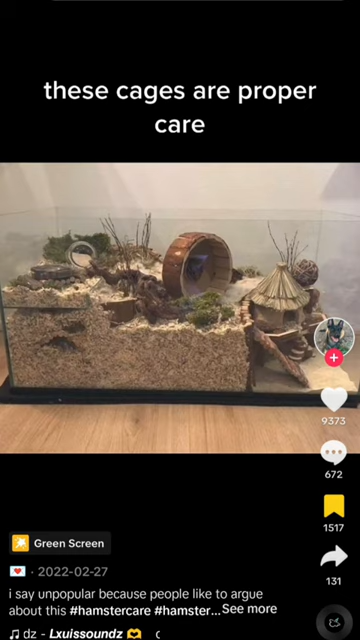 these cages are proper
care
9373
672
1517
131
Green Screen
💌 · 2022-02-27
i say unpopular because people like to argue
about this #hamstercare #hamster... See more
♫ dz - Lxuissoundz 🫶